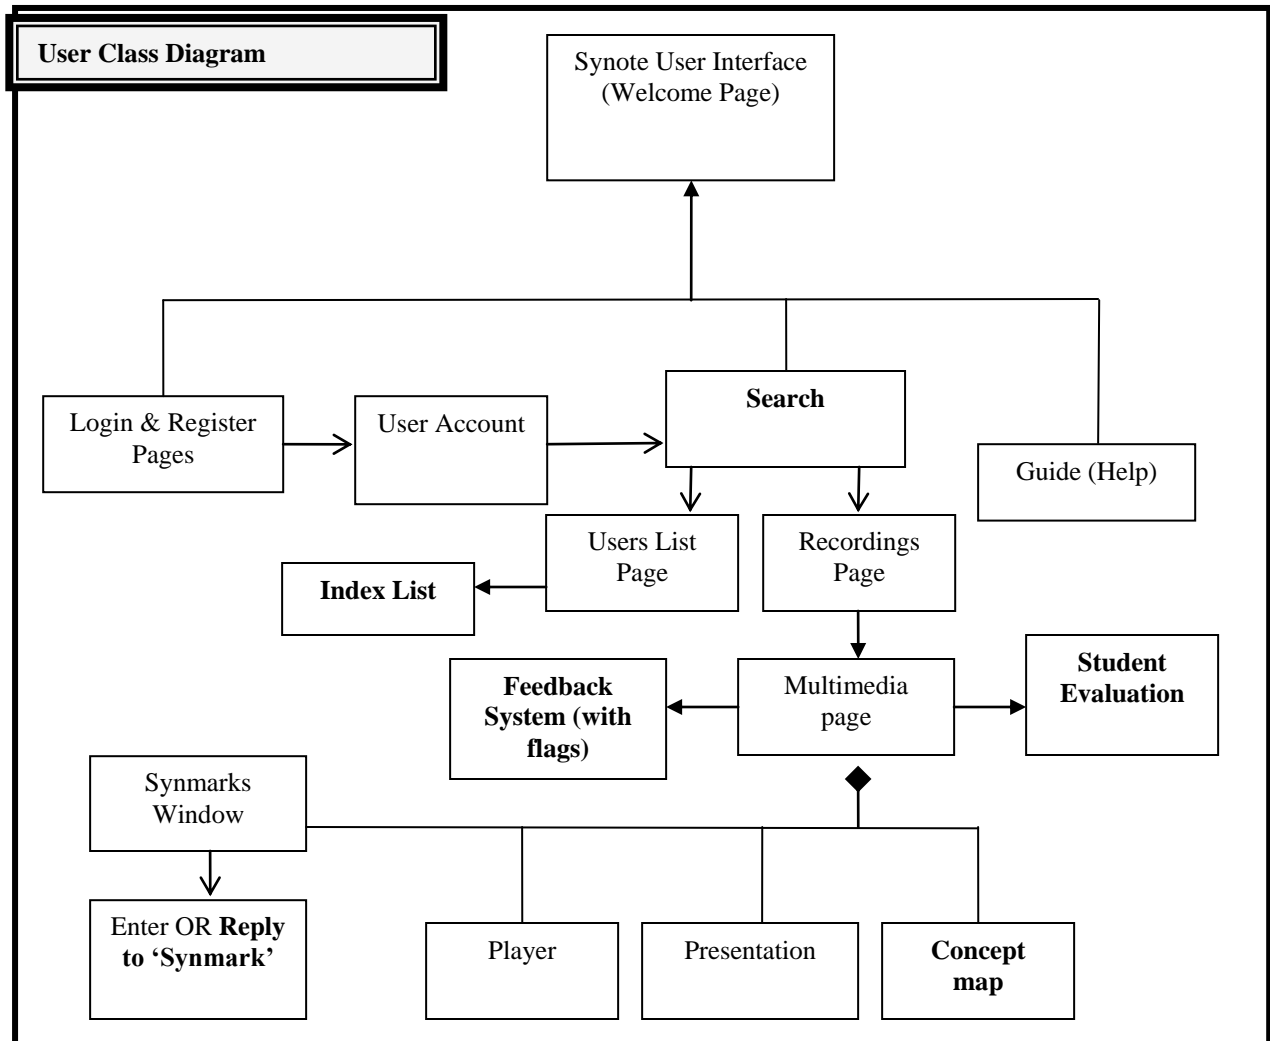 User Class Diagram
Synote User Interface
(Welcome Page)
Login & Register
Pages
User Account
Search
Guide (Help)
Users List
Page
Recordings
Page
Index List
Feedback
System (with
flags)
Multimedia
page
Student
Evaluation
Synmarks
Window
Enter OR Reply
to ‘Synmark’
Player
Presentation
Concept
map